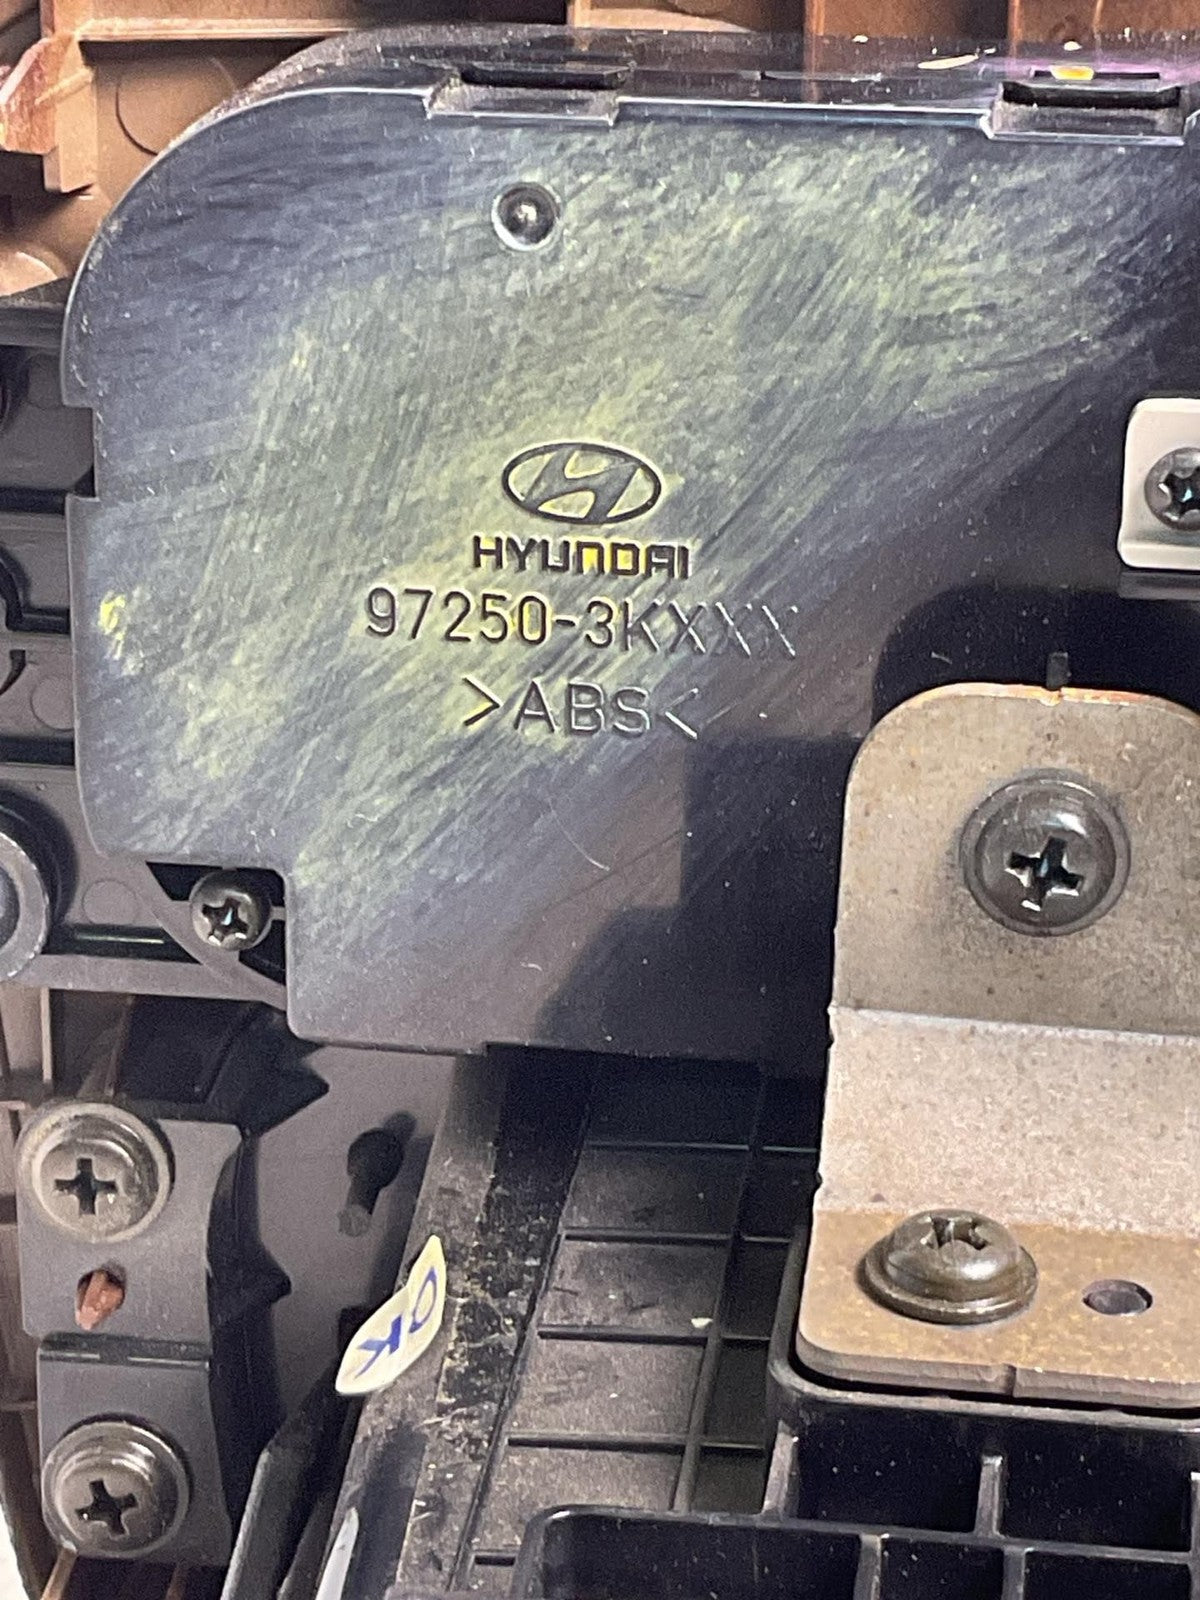 HYUNDAI
97250-3KXXX
>ABS<
OK